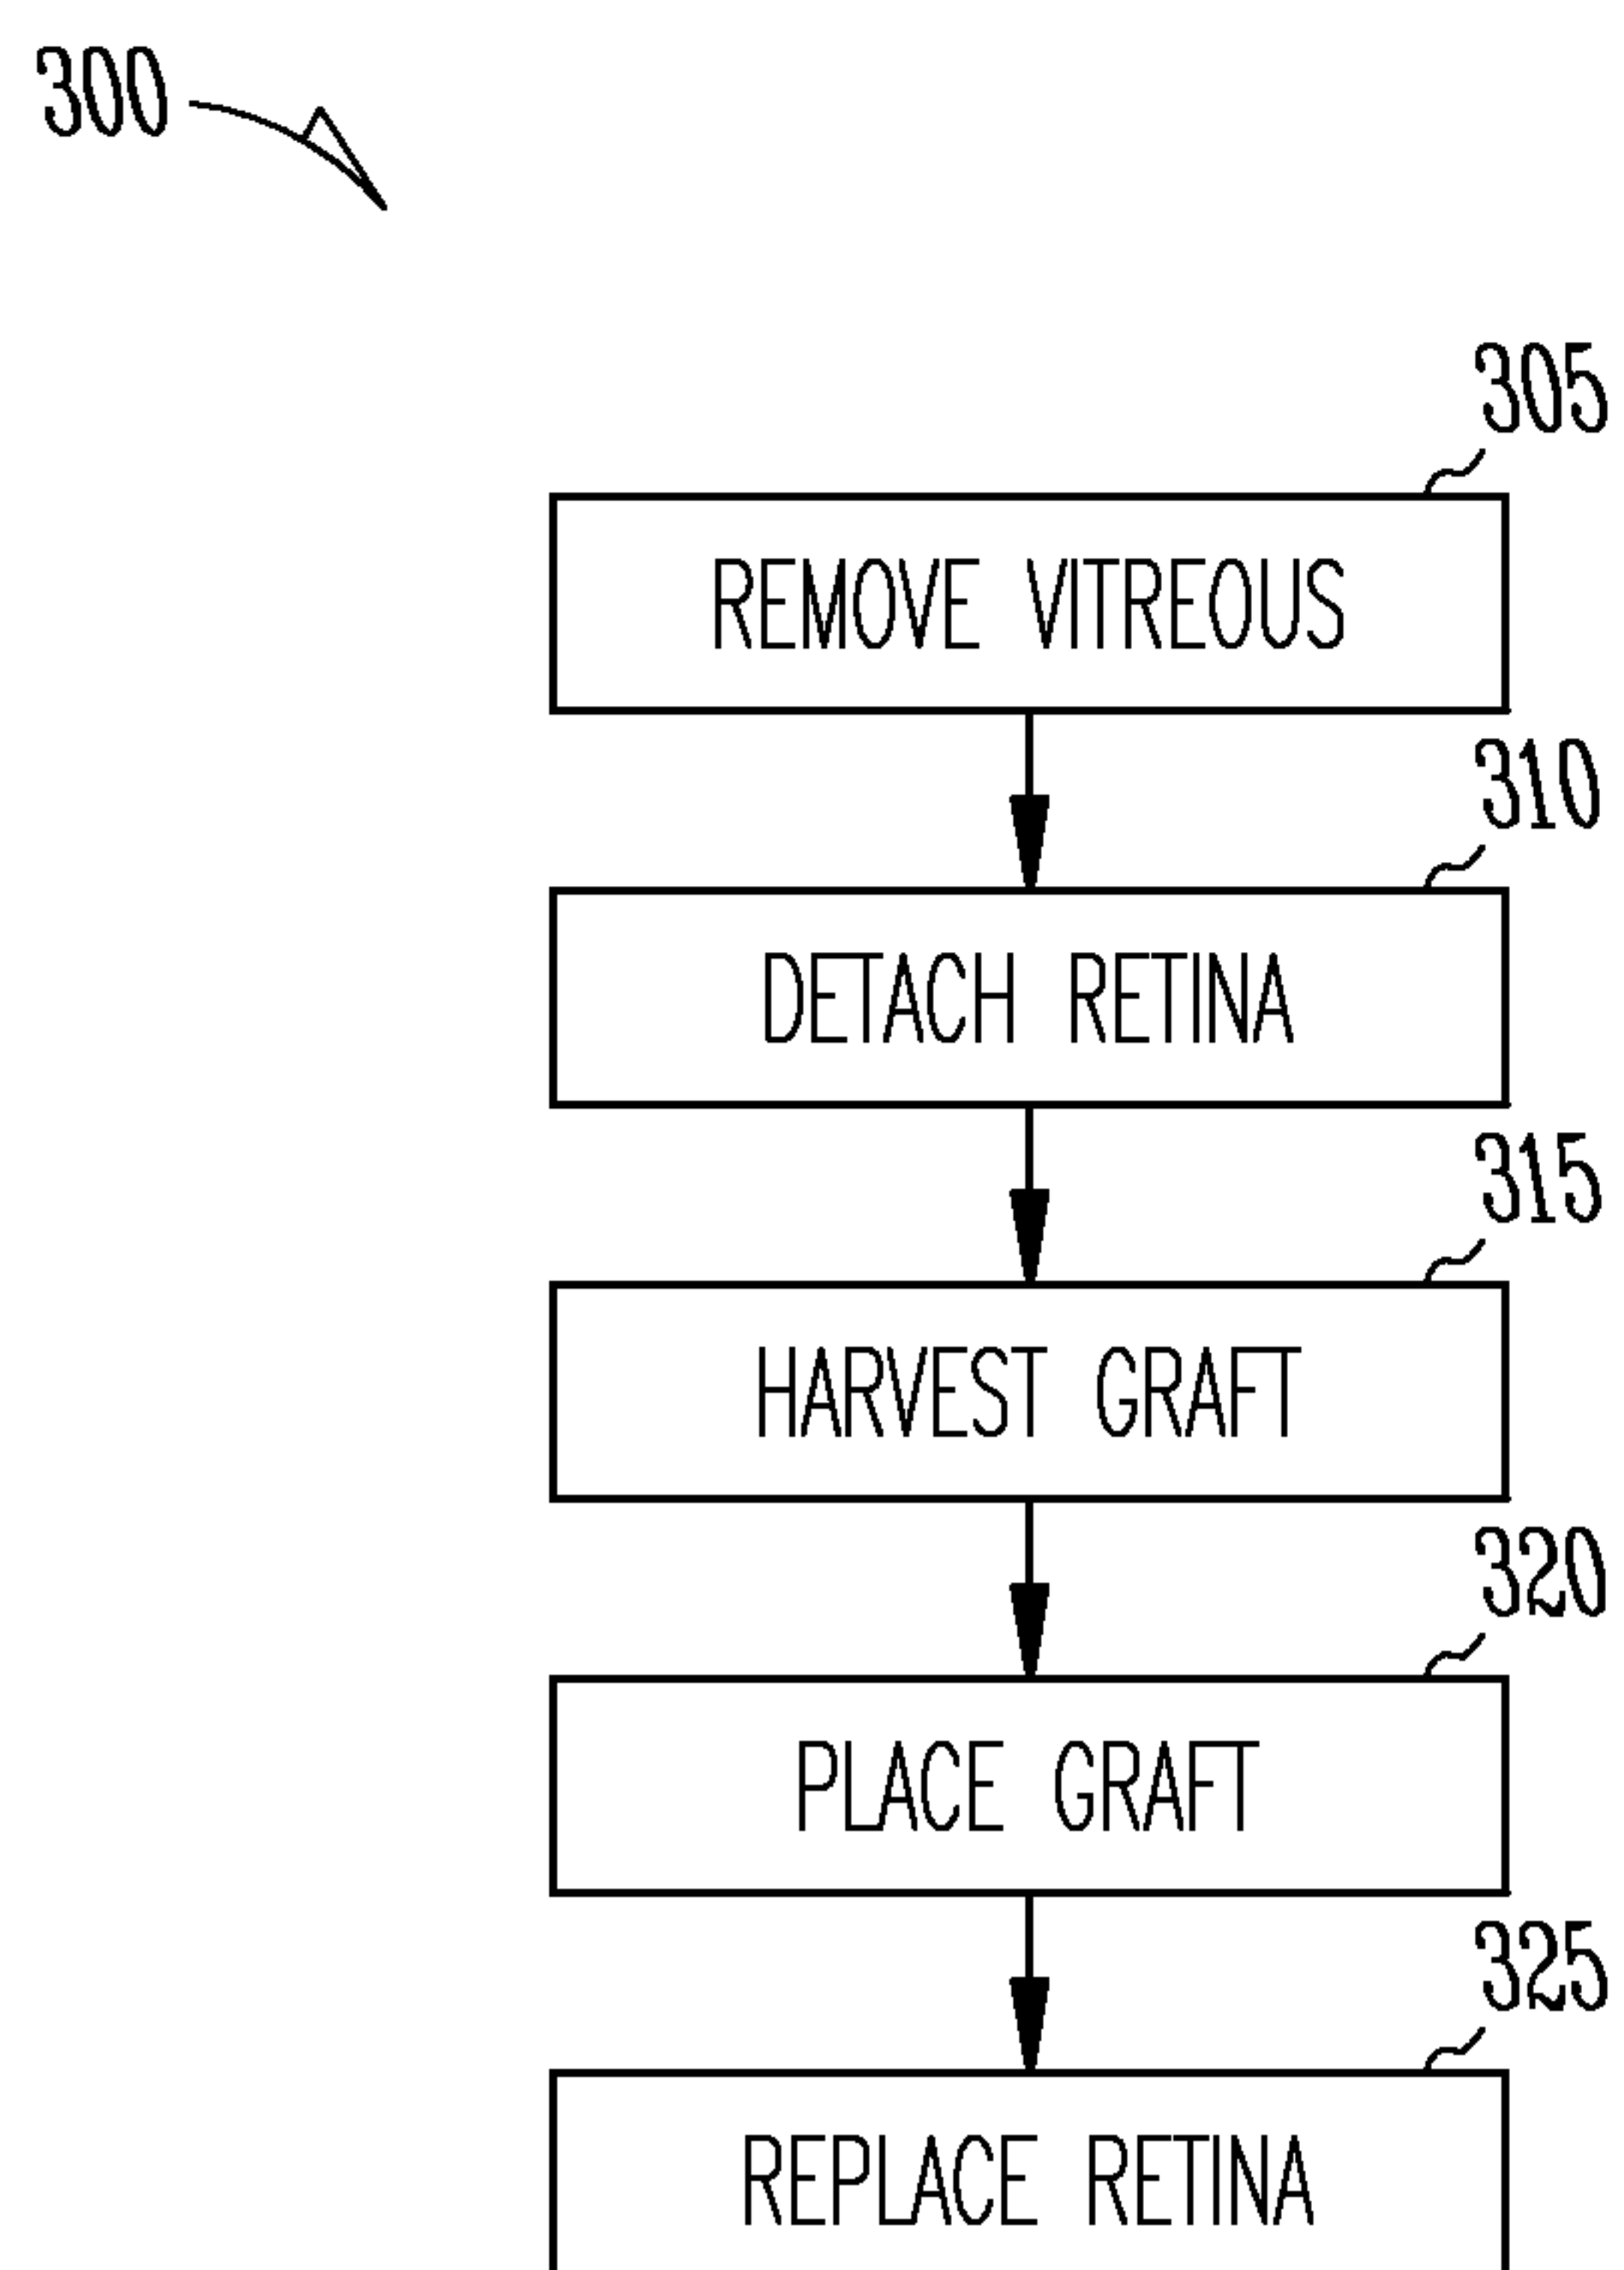 300
305
REMOVE VITREOUS
310
DETACH RETINA
315
HARVEST GRAFT
320
PLACE GRAFT
325
REPLACE RETINA